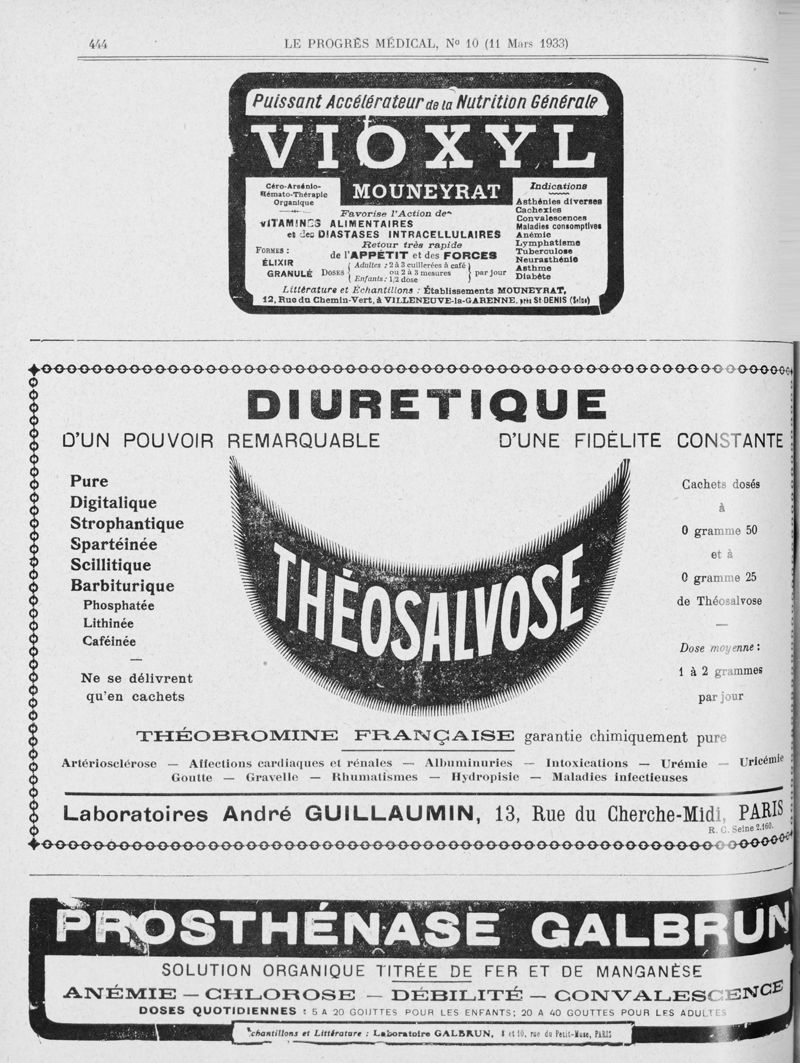 444
LE PROGRÈS MÉDICAL, No 10 (11 Mars 1933)
Puissant Accélérateur de la Nutrition Générale
VIOXYL
MOUNEYRAT
Céro-Arsénio-
Hémato-Thérapie
Organique
Favorise l'Action des
VITAMINES ALIMENTAIRES
et des DIASTASES INTRACELLULAIRES
Retour très rapide
de l'APPÉTIT et des FORCES
FORMES :
ÉLIXIR
GRANULÉ
DOSES
Adultes : 2 à 3 cuillerées à café
ou 2 à 3 mesures
Enfants : 1/2 dose
par jour
Indications
Asthénies diverses
Cachexies
Convalescences
Maladies consomptives
Anémie
Lymphatisme
Tuberculose
Neurasthénie
Asthme
Diabète
Littérature et Échantillons : Établissements MOUNEYRAT,
12, Rue du Chemin-Vert, à VILLENEUVE-la-GARENNE, près St-DENIS (Seine)
DIURETIQUE
D'UN POUVOIR REMARQUABLE
D'UNE FIDÉLITE CONSTANTE
Pure
Digitalique
Strophantique
Spartéinée
Scillitique
Barbiturique
Phosphatée
Lithinée
Caféinée
—
Ne se délivrent
qu'en cachets
THÉOSALVOSE
Cachets dosés
à
0 gramme 50
et à
0 gramme 25
de Théosalvose
—
Dose moyenne :
1 à 2 grammes
par jour
THÉOBROMINE FRANÇAISE garantie chimiquement pure
Artériosclérose — Affections cardiaques et rénales — Albuminuries — Intoxications — Urémie — Uricémie
Goutte — Gravelle — Rhumatismes — Hydropisie — Maladies infectieuses
Laboratoires André GUILLAUMIN, 13, Rue du Cherche-Midi, PARIS
R. C. Seine 2.160.
PROSTHÉNASE GALBRUN
SOLUTION ORGANIQUE TITRÉE DE FER ET DE MANGANÈSE
ANÉMIE — CHLOROSE — DÉBILITÉ — CONVALESCENCE
DOSES QUOTIDIENNES : 5 A 20 GOUTTES POUR LES ENFANTS; 20 A 40 GOUTTES POUR LES ADULTES
Échantillons et Littérature : Laboratoire GALBRUN, 8 et 10, rue du Petit-Musc, PARIS